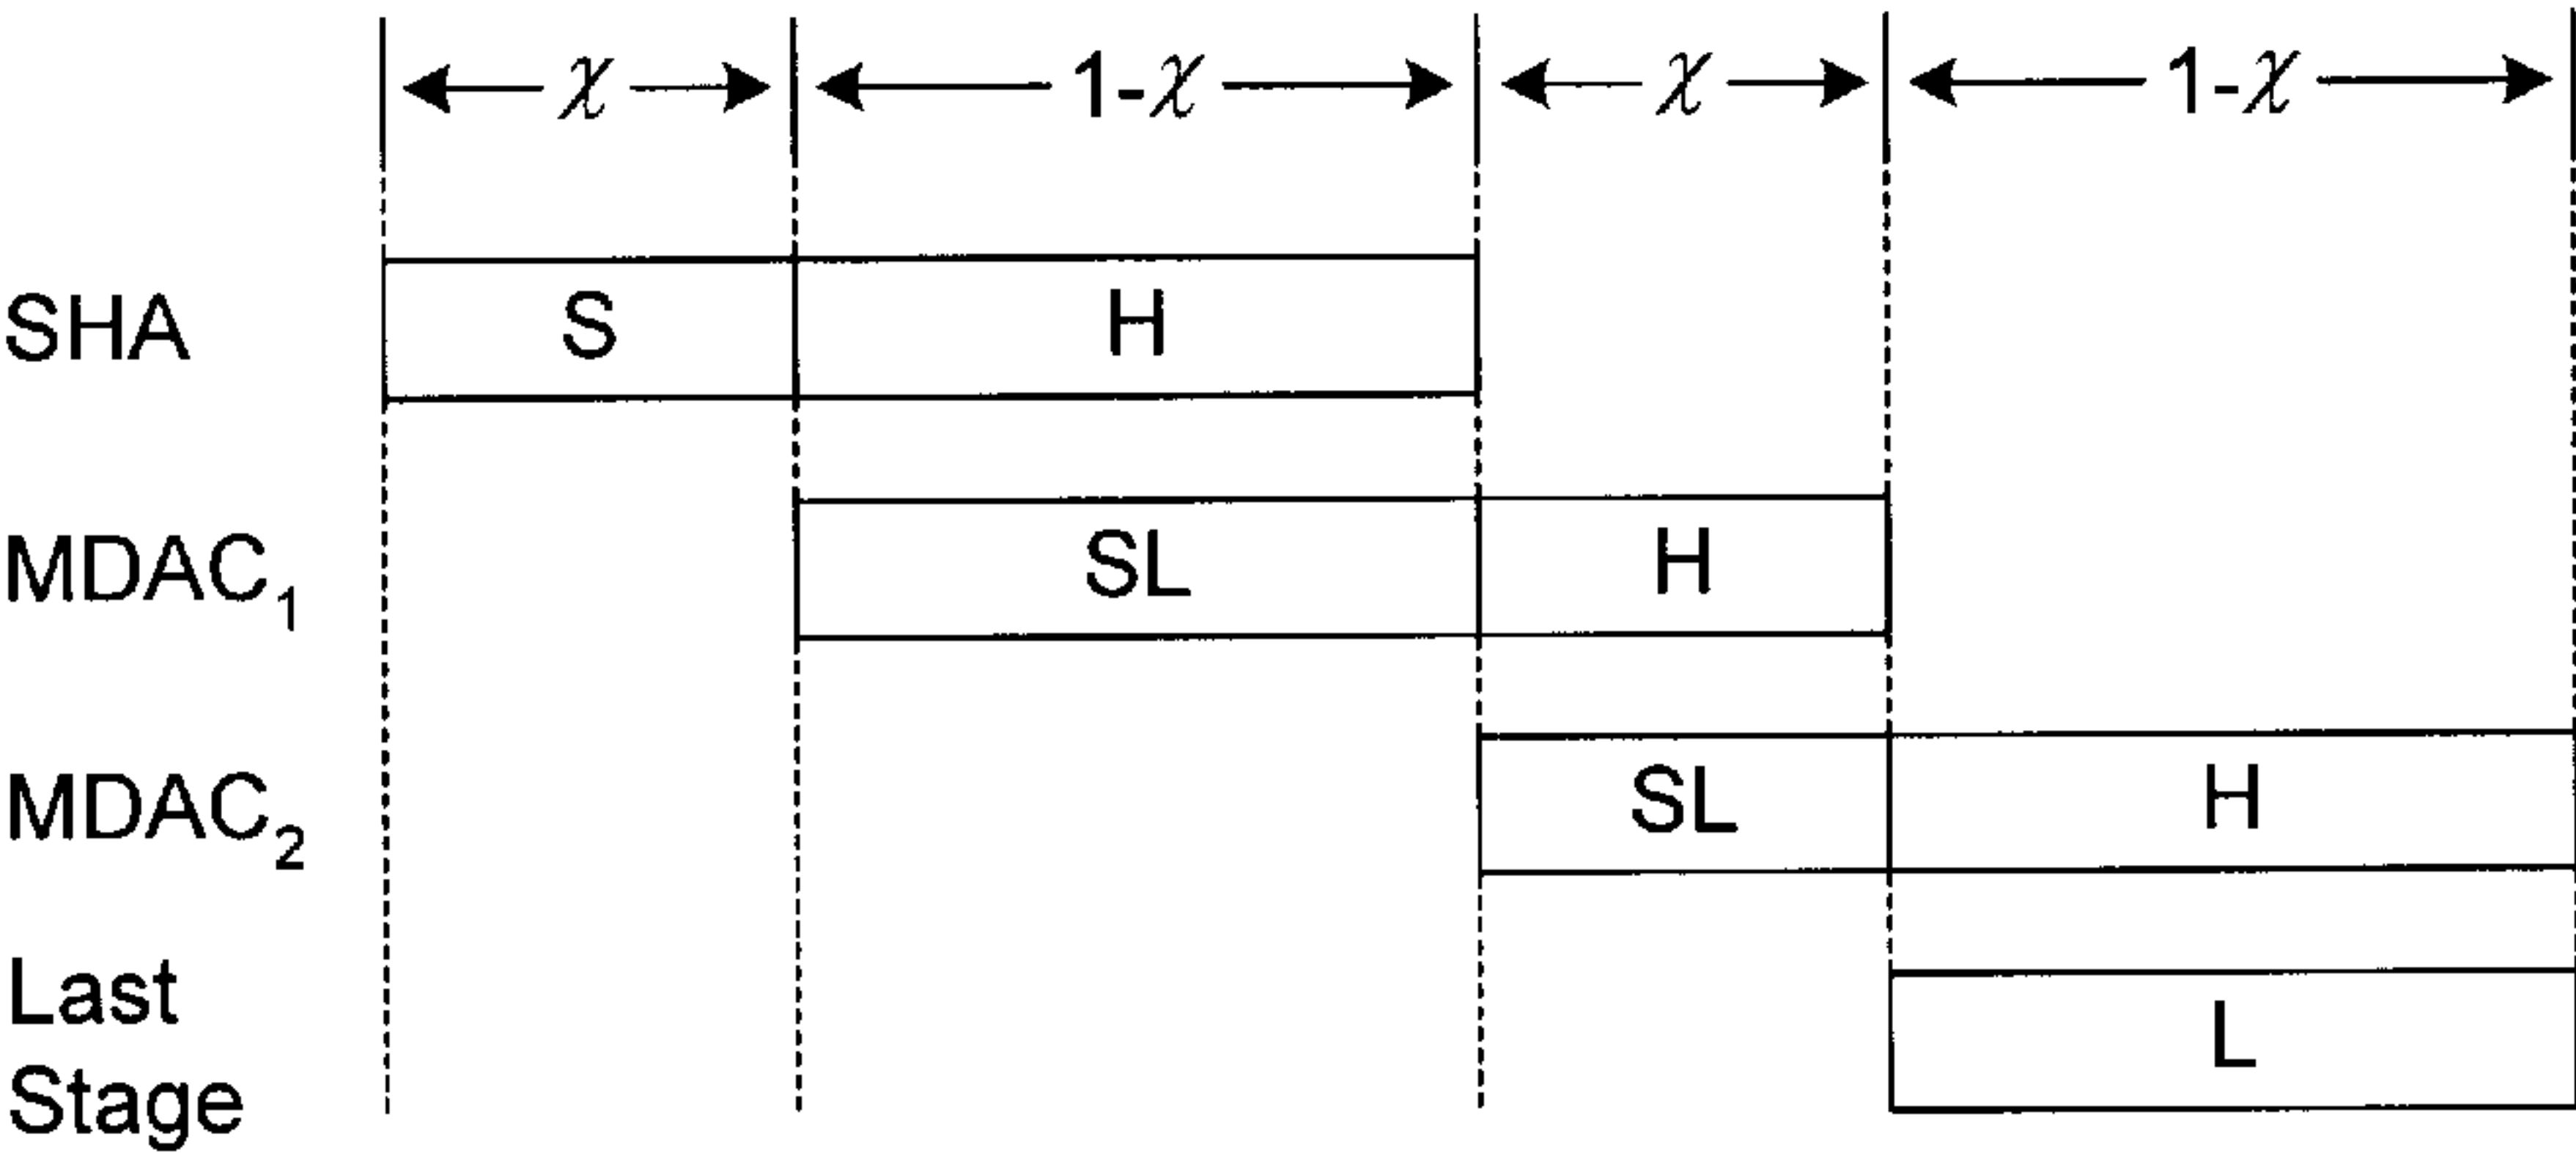 χ 1-χ χ 1-χ
SHA S H
MDAC₁ SL H
MDAC₂ SL H
Last
Stage L